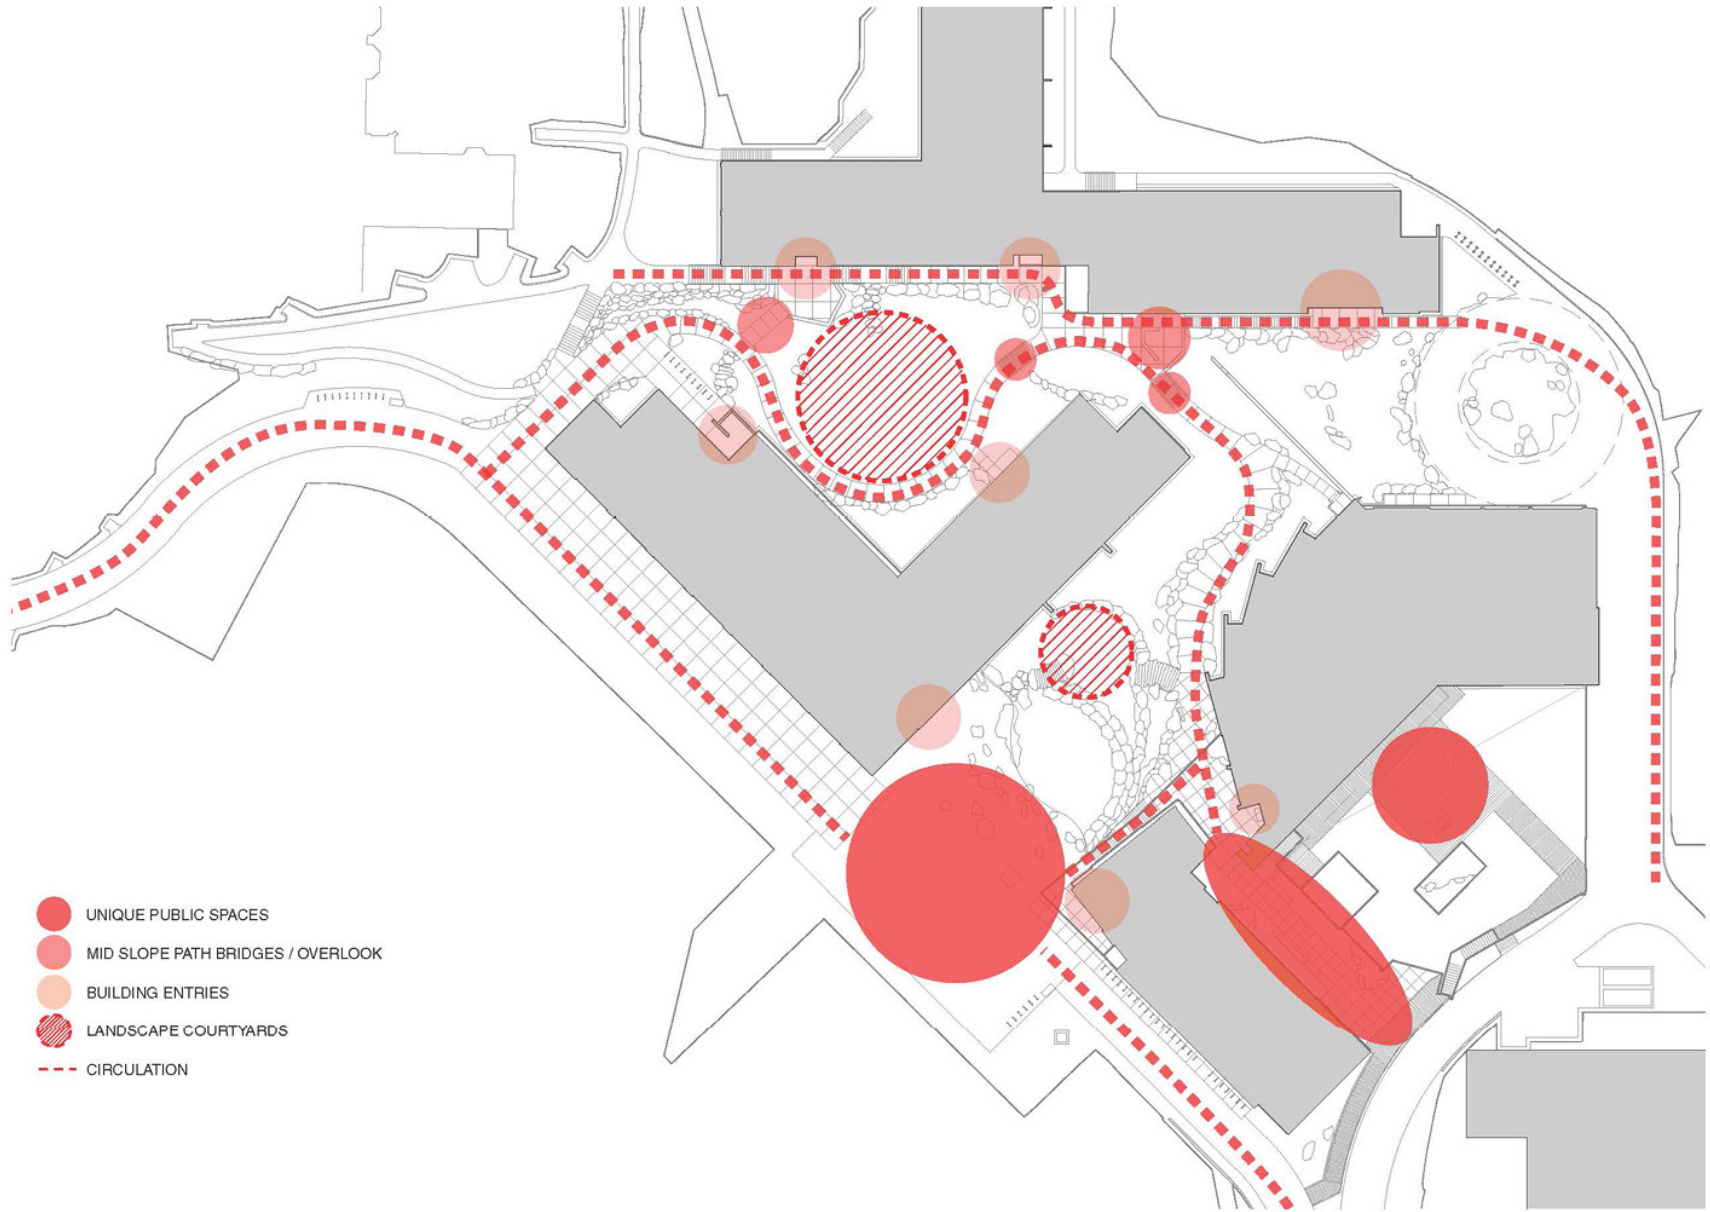 UNIQUE PUBLIC SPACES
MID SLOPE PATH BRIDGES / OVERLOOK
BUILDING ENTRIES
LANDSCAPE COURTYARDS
CIRCULATION